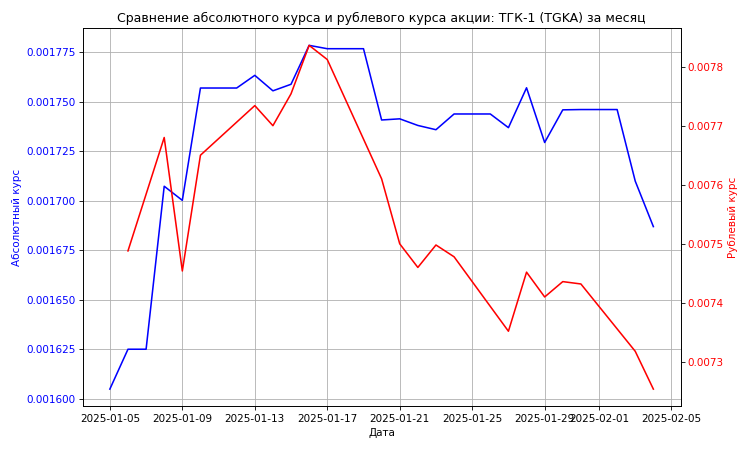 Сравнение абсолютного курса и рублевого курса акции: ТГК-1 (TGKA) за месяц
Абсолютный курс
0.001775
0.001750
0.001725
0.001700
0.001675
0.001650
0.001625
0.001600
0.0078
0.0077
0.0076
0.0075
0.0074
0.0073
Рублевый курс
2025-01-05 2025-01-09 2025-01-13 2025-01-17 2025-01-21 2025-01-25 2025-01-29 2025-02-01 2025-02-05
Дата